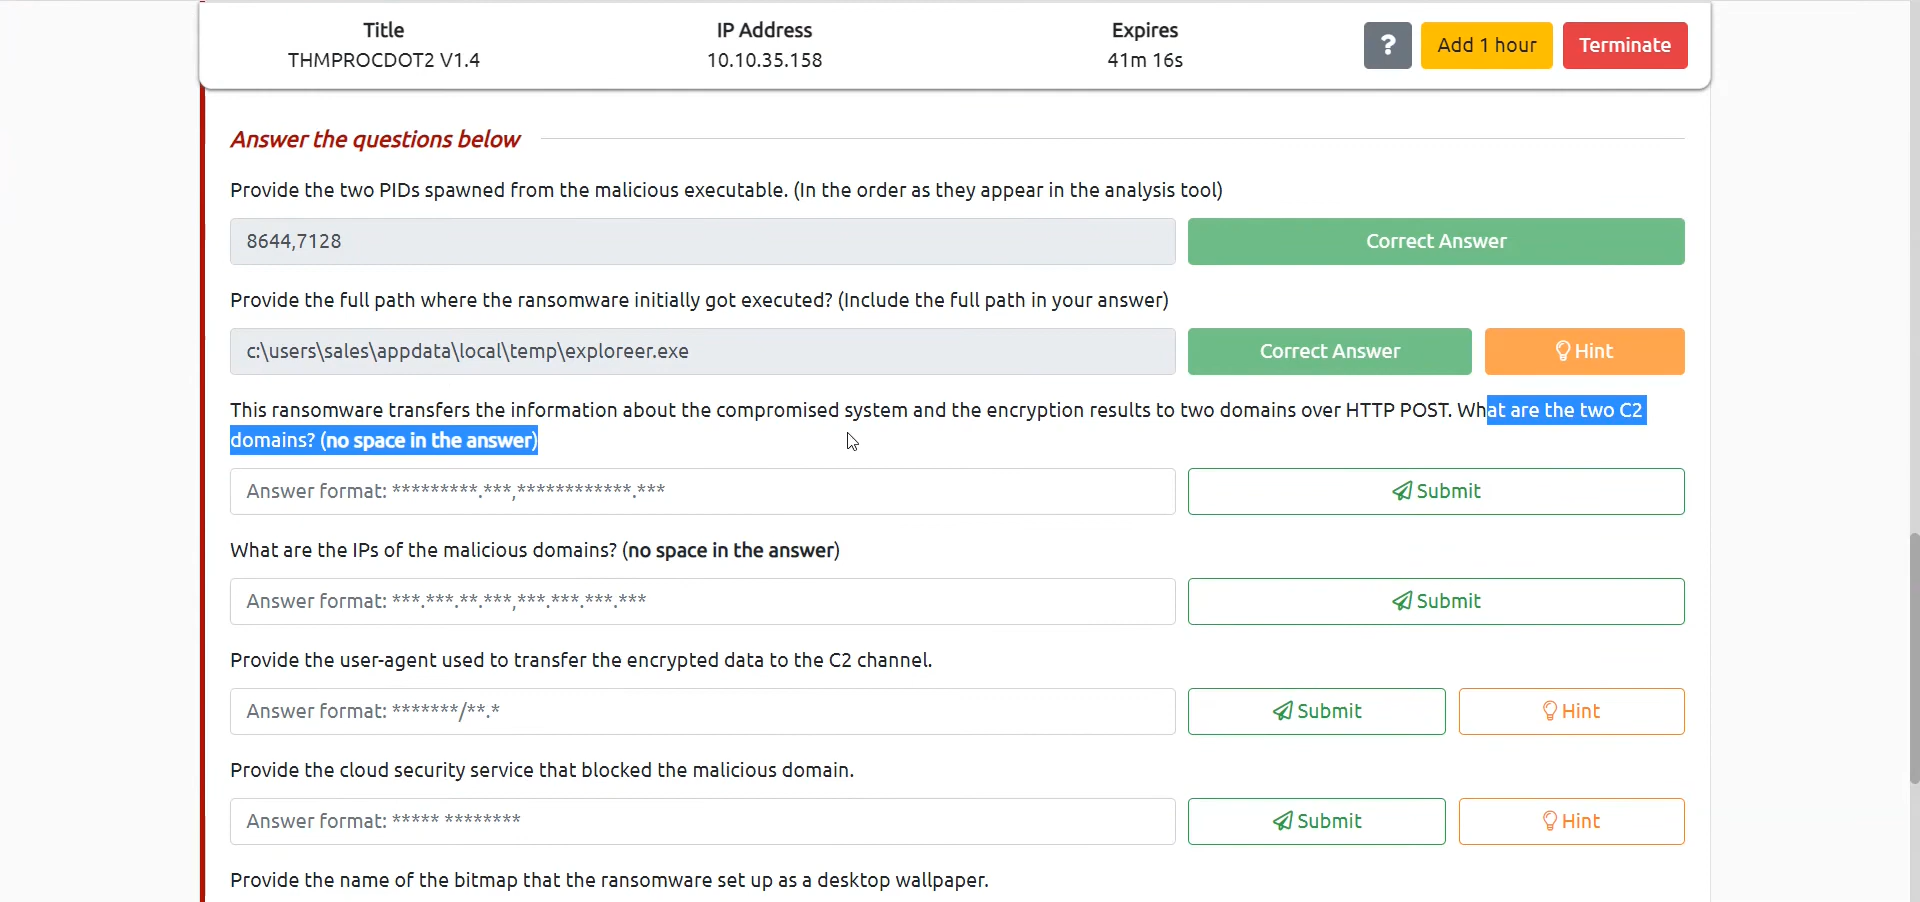 Title
THMPROCDOT2 V1.4
IP Address
10.10.35.158
Expires
41m 16s
?
Add 1 hour
Terminate
Answer the questions below
Provide the two PIDs spawned from the malicious executable. (In the order as they appear in the analysis tool)
8644,7128
Correct Answer
Provide the full path where the ransomware initially got executed? (Include the full path in your answer)
c:\users\sales\appdata\local\temp\exploreer.exe
Correct Answer
Hint
This ransomware transfers the information about the compromised system and the encryption results to two domains over HTTP POST. What are the two C2
domains? (no space in the answer)
Answer format: *********.***,************.***
Submit
What are the IPs of the malicious domains? (no space in the answer)
Answer format: ***.***.**.***,***.***.***.***
Submit
Provide the user-agent used to transfer the encrypted data to the C2 channel.
Answer format: *******/**.*
Submit
Hint
Provide the cloud security service that blocked the malicious domain.
Answer format: ***** ********
Submit
Hint
Provide the name of the bitmap that the ransomware set up as a desktop wallpaper.